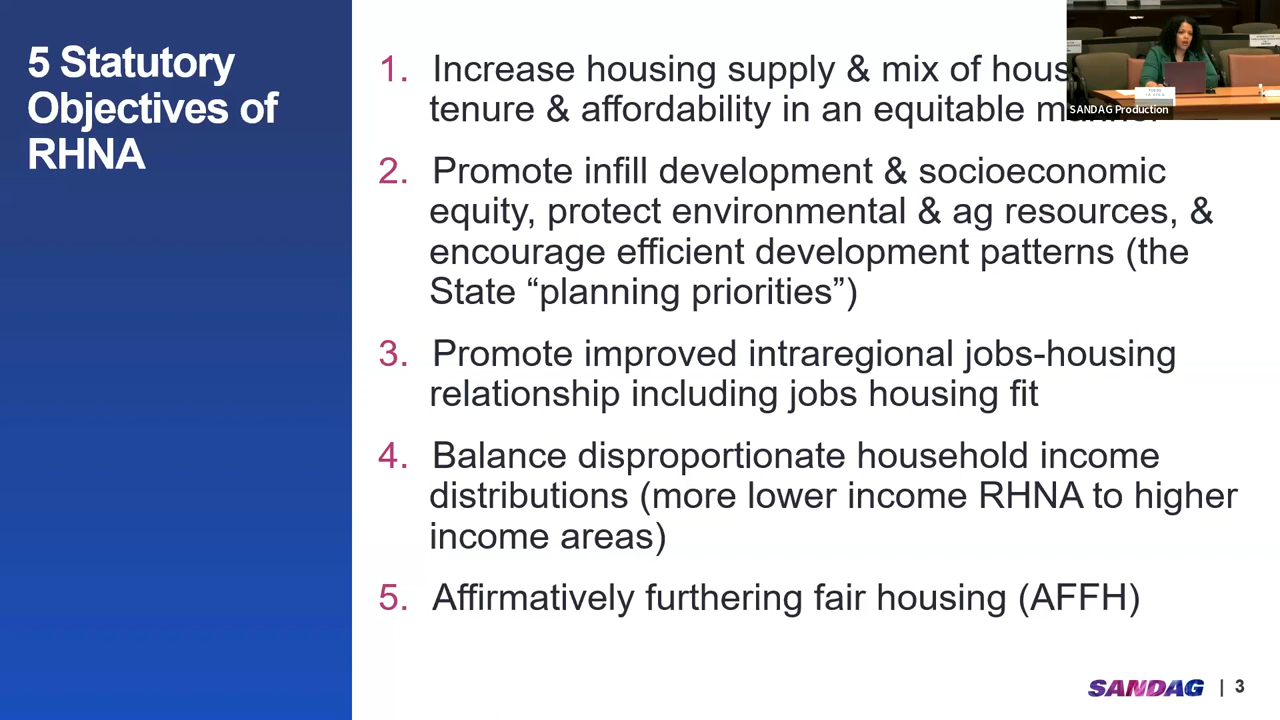 5 Statutory
Objectives of
RHNA
1. Increase housing supply & mix of
tenure & affordability in an equitable
2. Promote infill development & socioeconomic
equity, protect environmental & ag resources, &
encourage efficient development patterns (the
State “planning priorities”)
3. Promote improved intraregional jobs-housing
relationship including jobs housing fit
4. Balance disproportionate household income
distributions (more lower income RHNA to higher
income areas)
5. Affirmatively furthering fair housing (AFFH)
SANDAG Production
SANDAG | 3